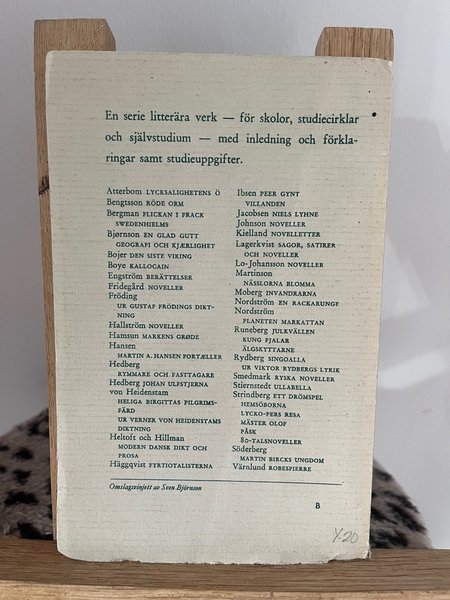 En serie litterära verk — för skolor, studiecirklar
och självstudium — med inledning och förkla-
ringar samt studieuppgifter.
Atterbom LYCKSALIGHETENS Ö
Bengtsson RÖDE ORM
Bergman FLICKAN I FRACK
SWEDENHIELMS
Bjørnson EN GLAD GUTT
GEOGRAFI OG KJÆRLIGHET
Bojer DEN SISTE VIKING
Boye KALLOCAIN
Engström BERÄTTELSER
Fridegård NOVELLER
Fröding
UR GUSTAF FRÖDINGS DIKT-
NING
Hallström NOVELLER
Hamsun MARKENS GRØDE
Hansen
MARTIN A. HANSEN FORTÆLLER
Hedberg
RYMMARE OCH FASTTAGARE
Hedberg JOHAN ULFSTJERNA
von Heidenstam
HELIGA BIRGITTAS PILGRIMS-
FÄRD
UR VERNER VON HEIDENSTAMS
DIKTNING
Heltoft och Hillman
MODERN DANSK DIKT OCH
PROSA
Häggqvist FYRTIOTALISTERNA
Ibsen PEER GYNT
VILLANDEN
Jacobsen NIELS LYHNE
Johnson NOVELLER
Kielland NOVELLETTER
Lagerkvist SAGOR, SATIRER
OCH NOVELLER
Lo-Johansson NOVELLER
Martinson
NÄSSLORNA BLOMMA
Moberg INVANDRARNA
Nordström EN RACKARUNGE
Nordström
PLANETEN MARKATTAN
Runeberg JULKVÄLLEN
KUNG FJALAR
ÄLGSKYTTARNE
Rydberg SINGOALLA
UR VIKTOR RYDBERGS LYRIK
Smedmark RYSKA NOVELLER
Stiernstedt ULLABELLA
Strindberg ETT DRÖMSPEL
HEMSÖBORNA
LYCKO-PERS RESA
MÄSTER OLOF
PÅSK
80-TALSNOVELLER
Söderberg
MARTIN BIRCKS UNGDOM
Värnlund ROBESPIERRE
Omslagsvinjett av Sven Björnson
B
Y-20